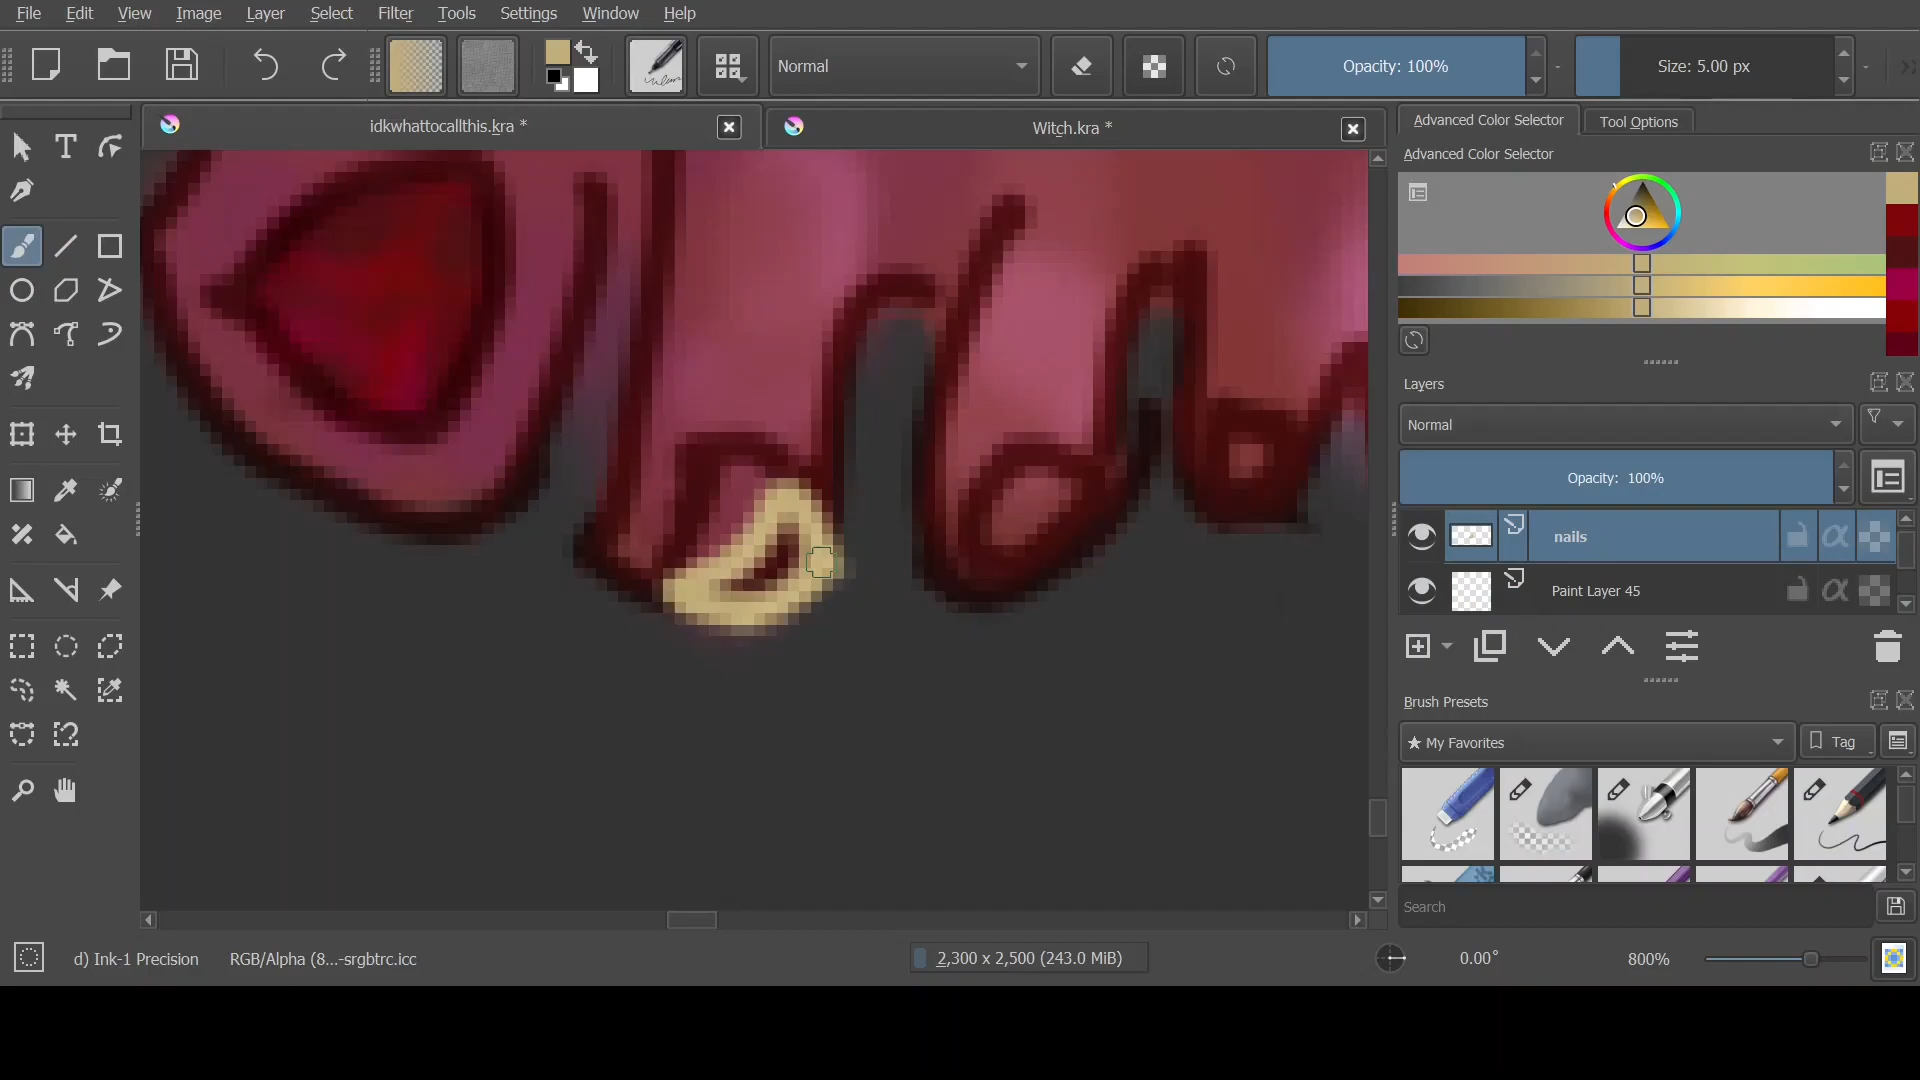 File Edit View Image Layer Select Filter Tools Settings Window Help
Normal
Opacity: 100%
Size: 5.00 px
idkwhattocallthis.kra *
Witch.kra *
Advanced Color Selector
Tool Options
Advanced Color Selector
Layers
Normal
Opacity: 100%
nails
Paint Layer 45
Brush Presets
★ My Favorites
Tag
Search
d) Ink-1 Precision
RGB/Alpha (8...-srgbtrc.icc
2,300 x 2,500 (243.0 MiB)
0.00°
800%